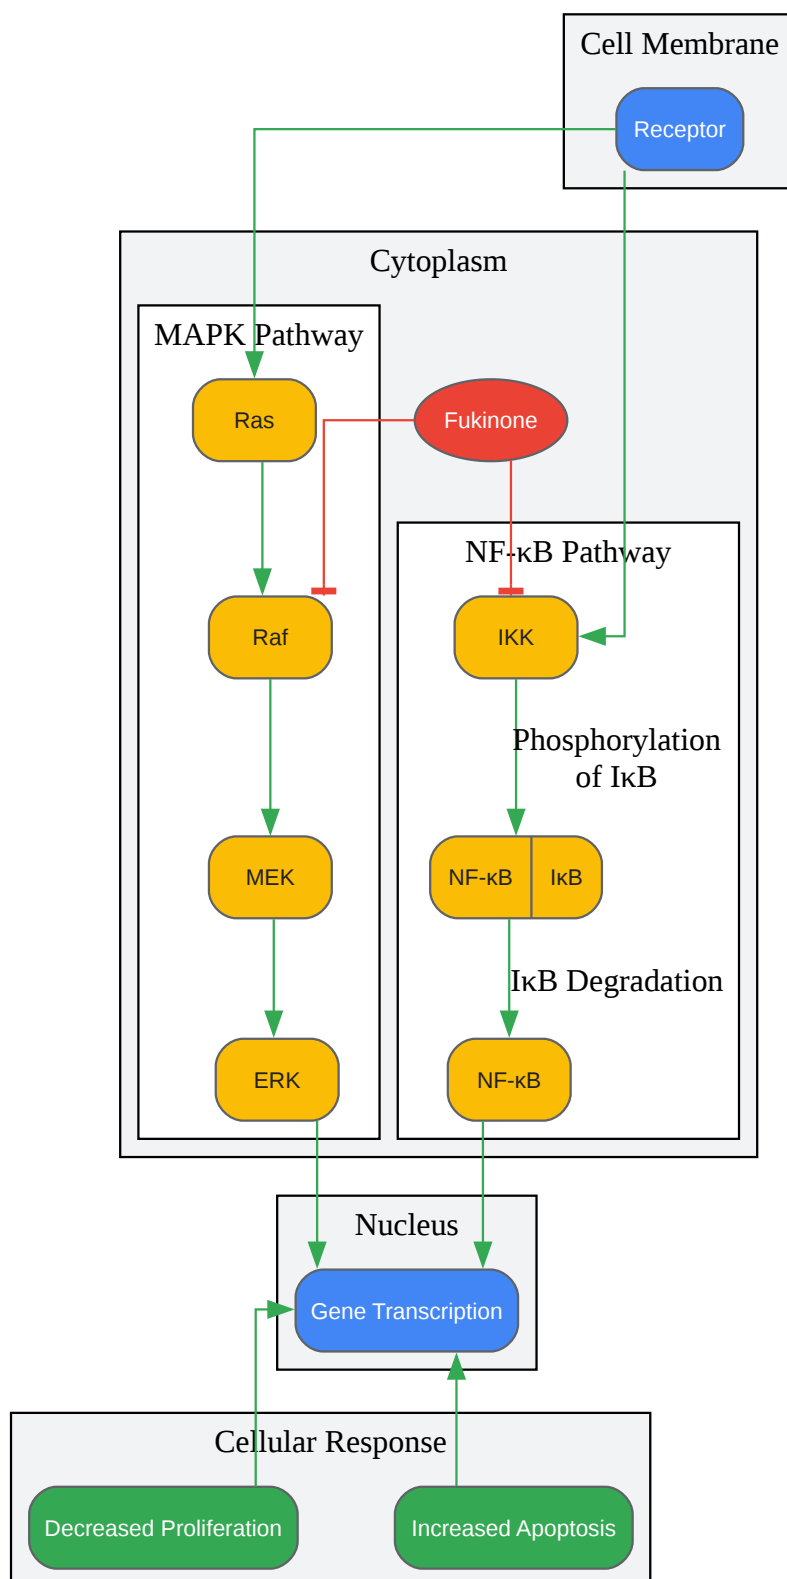 Cell Membrane
Receptor
Cytoplasm
MAPK Pathway
Ras
Fukinone
NF-κB Pathway
Raf
IKK
Phosphorylation
of IκB
MEK
NF-κB
IκB
IκB Degradation
ERK
NF-κB
Nucleus
Gene Transcription
Cellular Response
Decreased Proliferation
Increased Apoptosis